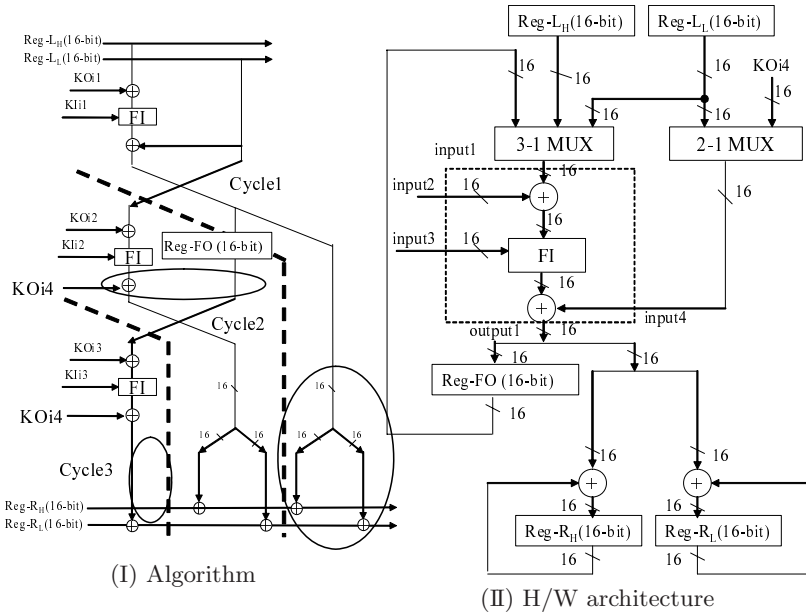 Reg-L_H(16-bit)
Reg-L_L(16-bit)
KOi1
KIi1
FI
Cycle1
KOi2
KIi2
FI
Reg-FO (16-bit)
KOi4
Cycle2
KOi3
KIi3
FI
KOi4
16
16
16
16
16
16
Cycle3
Reg-R_H(16-bit)
Reg-R_L(16-bit)
(I) Algorithm
Reg-L_H(16-bit)
Reg-L_L(16-bit)
16
16
16
KOi4
16
16
16
3-1 MUX
2-1 MUX
input1
16
16
input2
16
+
16
input3
16
FI
16
+
input4
output1
16
16
16
Reg-FO (16-bit)
16
16
16
+
+
16
16
Reg-R_H(16-bit)
Reg-R_L(16-bit)
16
16
(II) H/W architecture